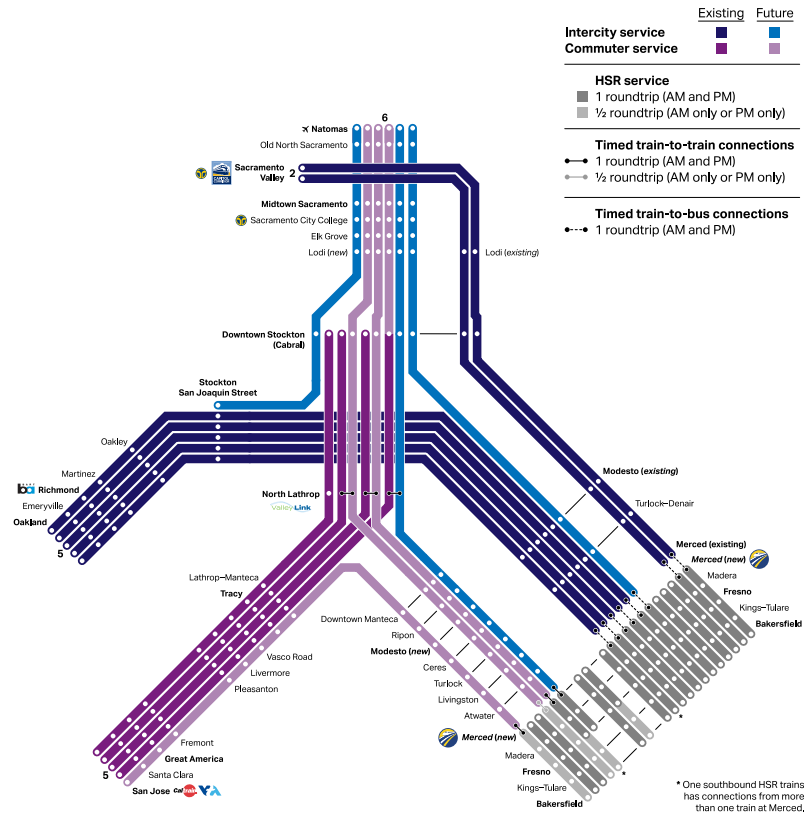 Existing Future
Intercity service
Commuter service
HSR service
1 roundtrip (AM and PM)
½ roundtrip (AM only or PM only)
Timed train-to-train connections
1 roundtrip (AM and PM)
½ roundtrip (AM only or PM only)
Timed train-to-bus connections
1 roundtrip (AM and PM)
6
Natomas
Old North Sacramento
Sacramento
Valley
2
Midtown Sacramento
Sacramento City College
Elk Grove
Lodi (new)
Lodi (existing)
Downtown Stockton
(Cabral)
Stockton
San Joaquin Street
Oakley
Martinez
Richmond
Emeryville
Oakland
5
North Lathrop
ValleyLink
Modesto (existing)
Turlock–Denair
Merced (existing)
Merced (new)
Madera
Fresno
Kings–Tulare
Bakersfield
Lathrop–Manteca
Tracy
Vasco Road
Livermore
Pleasanton
Fremont
Great America
Santa Clara
San Jose
Caltrain
VTA
5
Downtown Manteca
Ripon
Modesto (new)
Ceres
Turlock
Livingston
Atwater
Merced (new)
Madera
Fresno
Kings–Tulare
Bakersfield
*
*
* One southbound HSR trains
has connections from more
than one train at Merced.